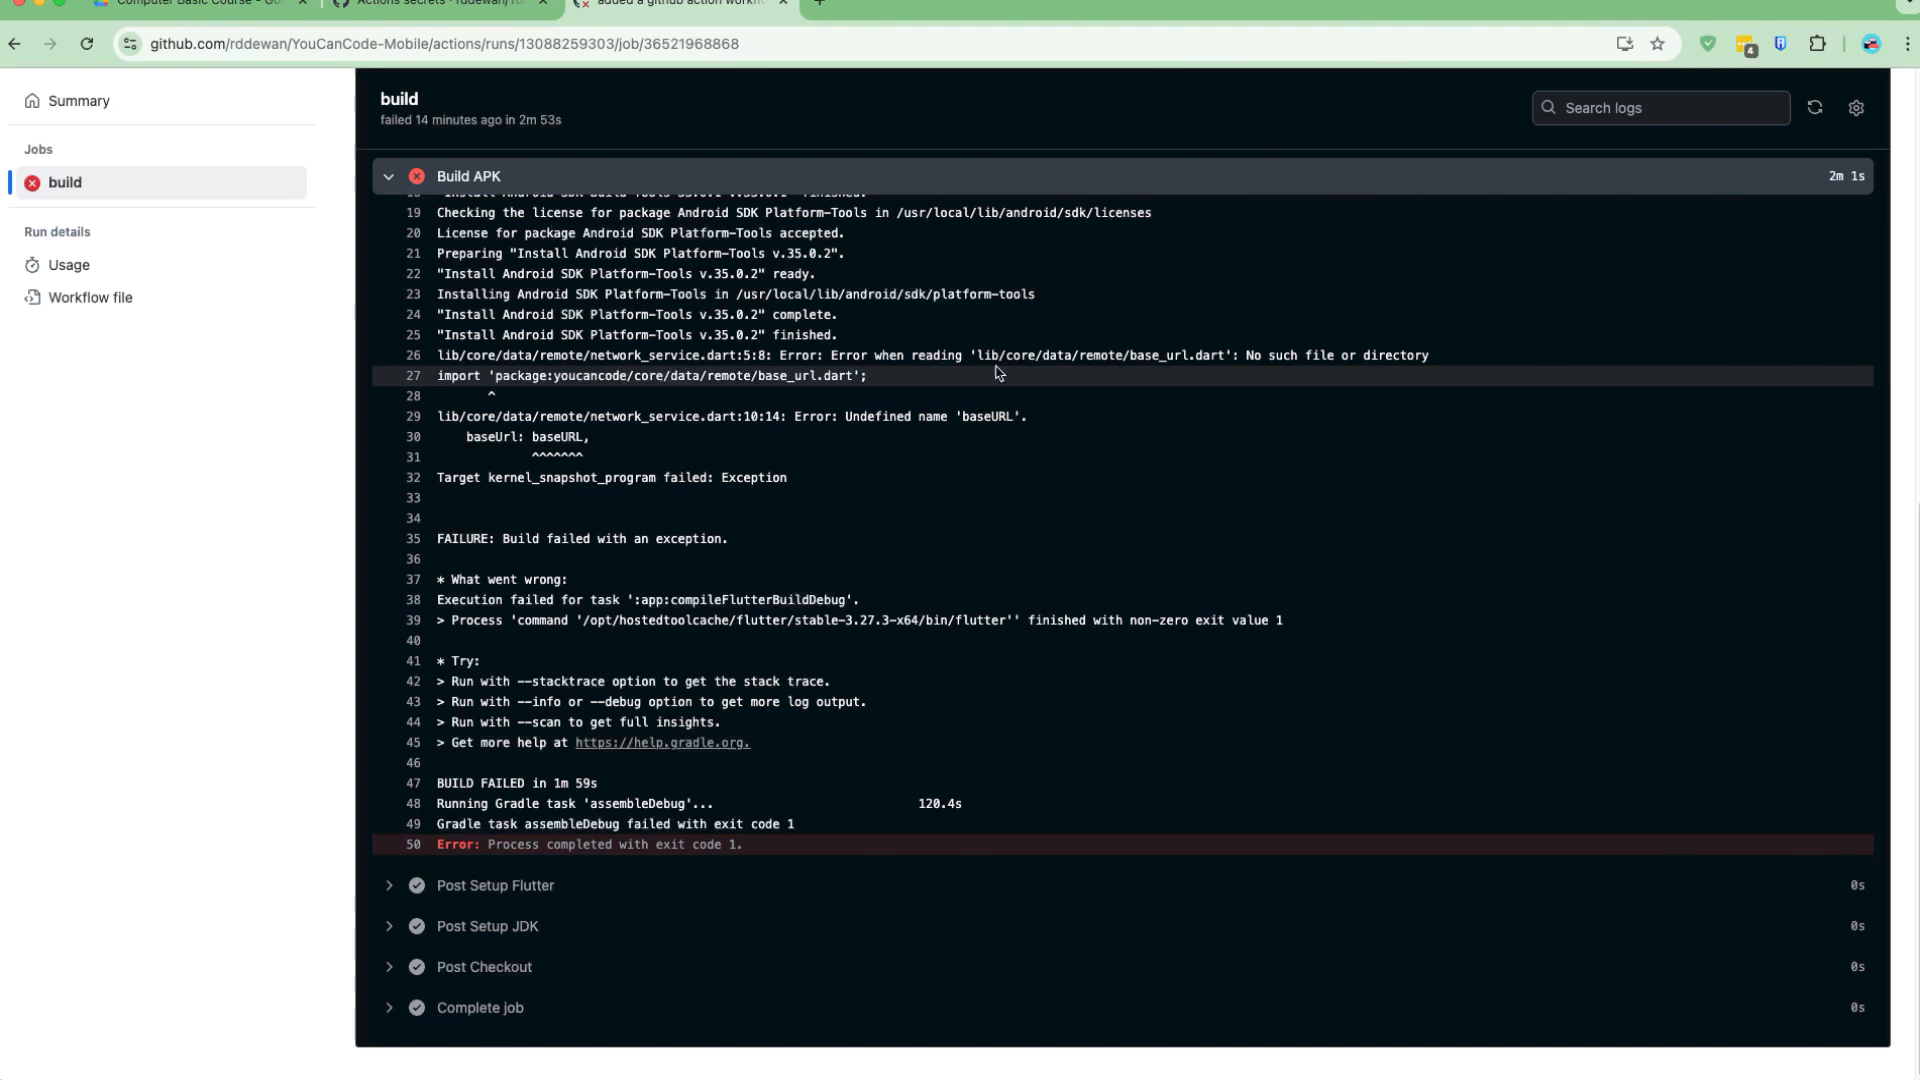 Computer Basic Course - Go
Actions secrets · rddewan/yo
added a github action workfl
github.com/rddewan/YouCanCode-Mobile/actions/runs/13088259303/job/36521968868
4
Summary
Jobs
build
Run details
Usage
Workflow file
build
failed 14 minutes ago in 2m 53s
Search logs
Build APK
2m 1s
19 Checking the license for package Android SDK Platform-Tools in /usr/local/lib/android/sdk/licenses
20 License for package Android SDK Platform-Tools accepted.
21 Preparing "Install Android SDK Platform-Tools v.35.0.2".
22 "Install Android SDK Platform-Tools v.35.0.2" ready.
23 Installing Android SDK Platform-Tools in /usr/local/lib/android/sdk/platform-tools
24 "Install Android SDK Platform-Tools v.35.0.2" complete.
25 "Install Android SDK Platform-Tools v.35.0.2" finished.
26 lib/core/data/remote/network_service.dart:5:8: Error: Error when reading 'lib/core/data/remote/base_url.dart': No such file or directory
27 import 'package:youcancode/core/data/remote/base_url.dart';
28 ^
29 lib/core/data/remote/network_service.dart:10:14: Error: Undefined name 'baseURL'.
30 baseUrl: baseURL,
31 ^^^^^^^
32 Target kernel_snapshot_program failed: Exception
33
34
35 FAILURE: Build failed with an exception.
36
37 * What went wrong:
38 Execution failed for task ':app:compileFlutterBuildDebug'.
39 > Process 'command '/opt/hostedtoolcache/flutter/stable-3.27.3-x64/bin/flutter'' finished with non-zero exit value 1
40
41 * Try:
42 > Run with --stacktrace option to get the stack trace.
43 > Run with --info or --debug option to get more log output.
44 > Run with --scan to get full insights.
45 > Get more help at https://help.gradle.org.
46
47 BUILD FAILED in 1m 59s
48 Running Gradle task 'assembleDebug'... 120.4s
49 Gradle task assembleDebug failed with exit code 1
50 Error: Process completed with exit code 1.
Post Setup Flutter
0s
Post Setup JDK
0s
Post Checkout
0s
Complete job
0s